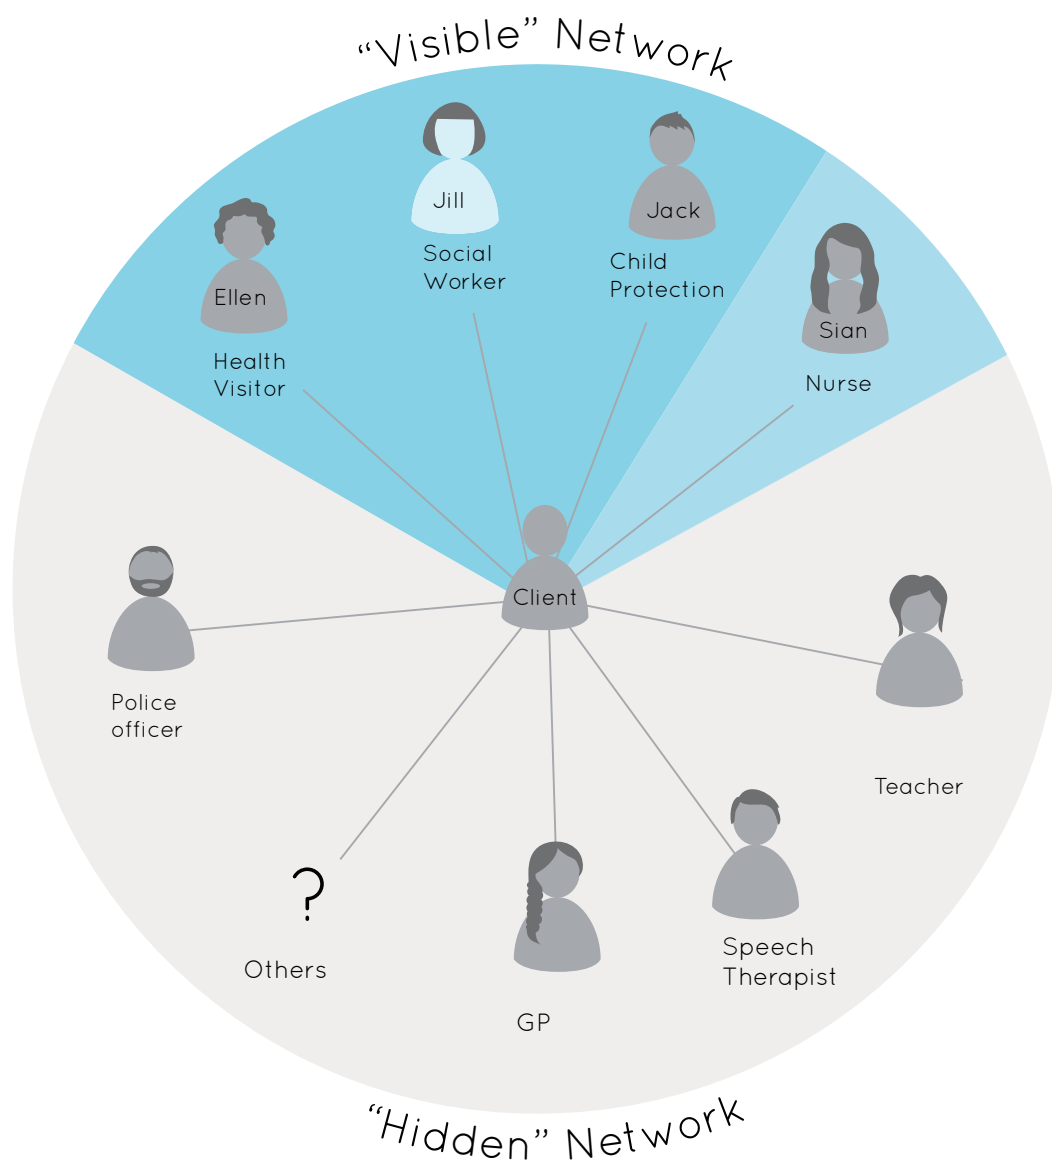 “Visible” Network
Jill
Jack
Social
Worker
Child
Protection
Ellen
Sian
Health
Visitor
Nurse
Client
Police
officer
Teacher
?
Others
Speech
Therapist
GP
“Hidden” Network